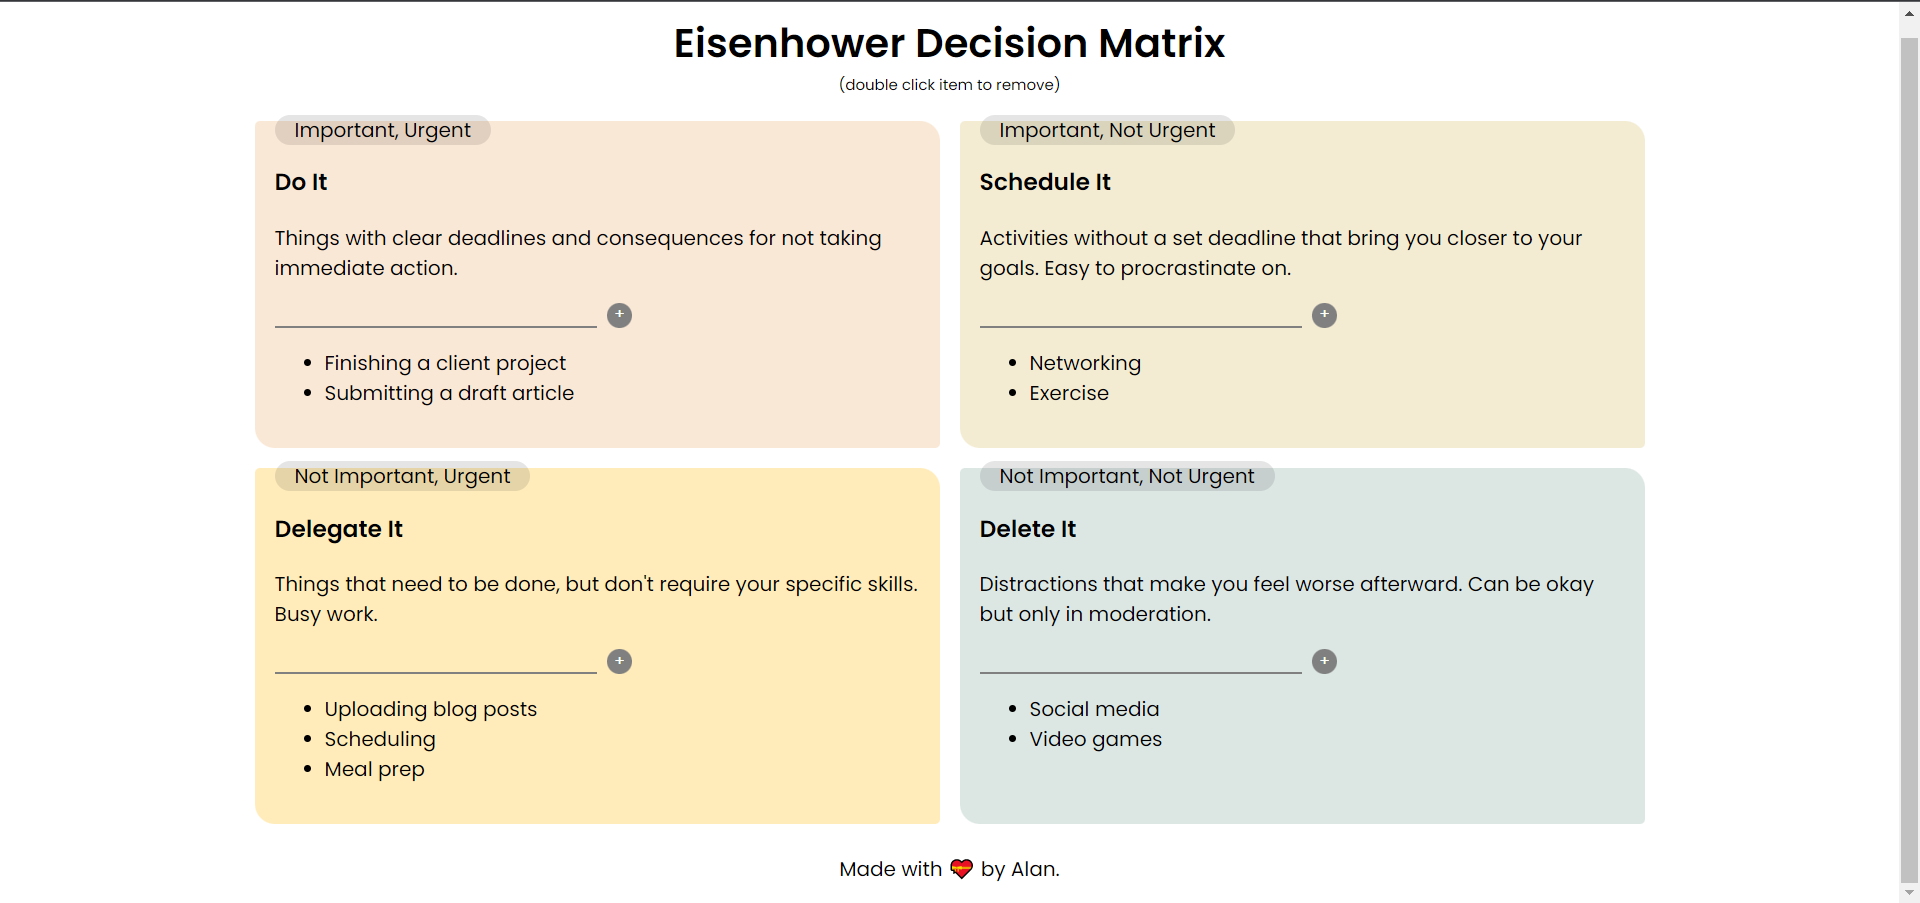 Eisenhower Decision Matrix
(double click item to remove)
Important, Urgent
Do It
Things with clear deadlines and consequences for not taking
immediate action.
+
• Finishing a client project
• Submitting a draft article
Important, Not Urgent
Schedule It
Activities without a set deadline that bring you closer to your
goals. Easy to procrastinate on.
+
• Networking
• Exercise
Not Important, Urgent
Delegate It
Things that need to be done, but don't require your specific skills.
Busy work.
+
• Uploading blog posts
• Scheduling
• Meal prep
Not Important, Not Urgent
Delete It
Distractions that make you feel worse afterward. Can be okay
but only in moderation.
+
• Social media
• Video games
Made with 💝 by Alan.